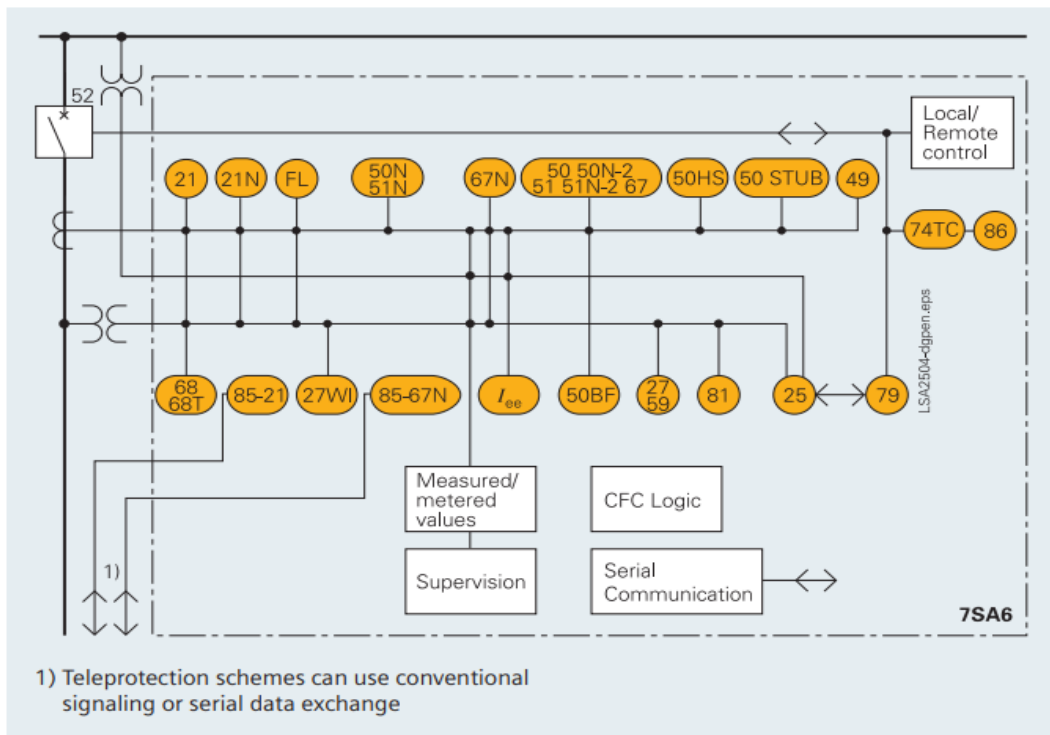 52
Local/
Remote
control
21
21N
FL
50N
51N
67N
50 50N-2
51 51N-2 67
50HS
50 STUB
49
74TC
86
LSA2504-dgpen.eps
68
68T
85-21
27WI
85-67N
Iee
50BF
27
59
81
25
79
Measured/
metered
values
CFC Logic
1)
Supervision
Serial
Communication
7SA6
1) Teleprotection schemes can use conventional
signaling or serial data exchange